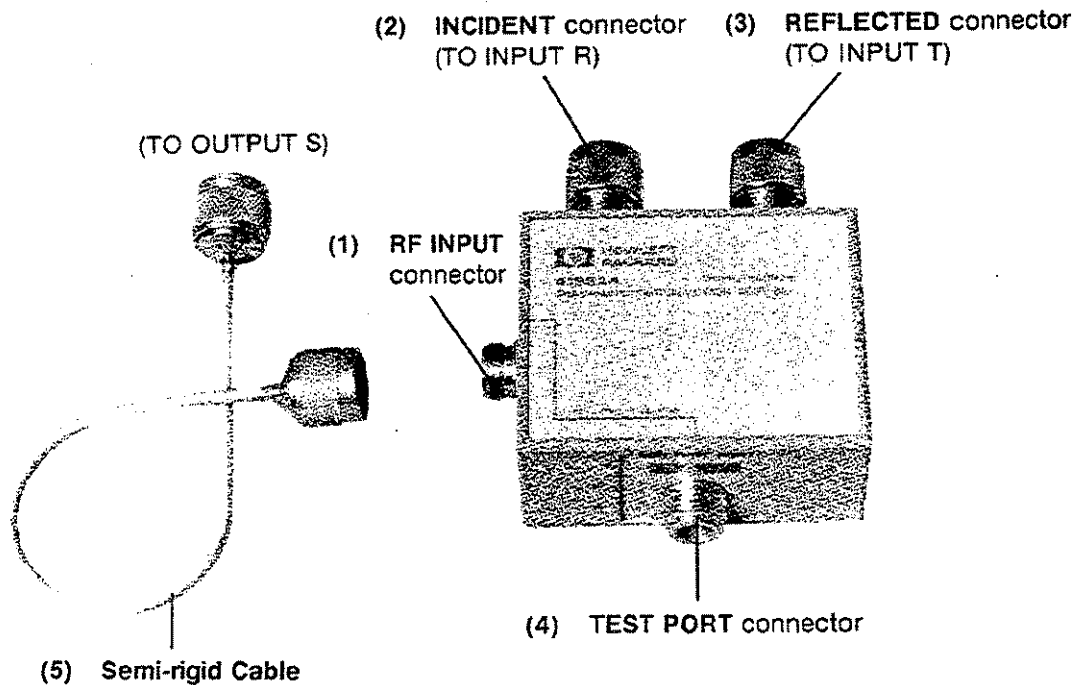 (2) INCIDENT connector
(TO INPUT R)
(3) REFLECTED connector
(TO INPUT T)
(TO OUTPUT S)
(1) RF INPUT
connector
(4) TEST PORT connector
(5) Semi-rigid Cable